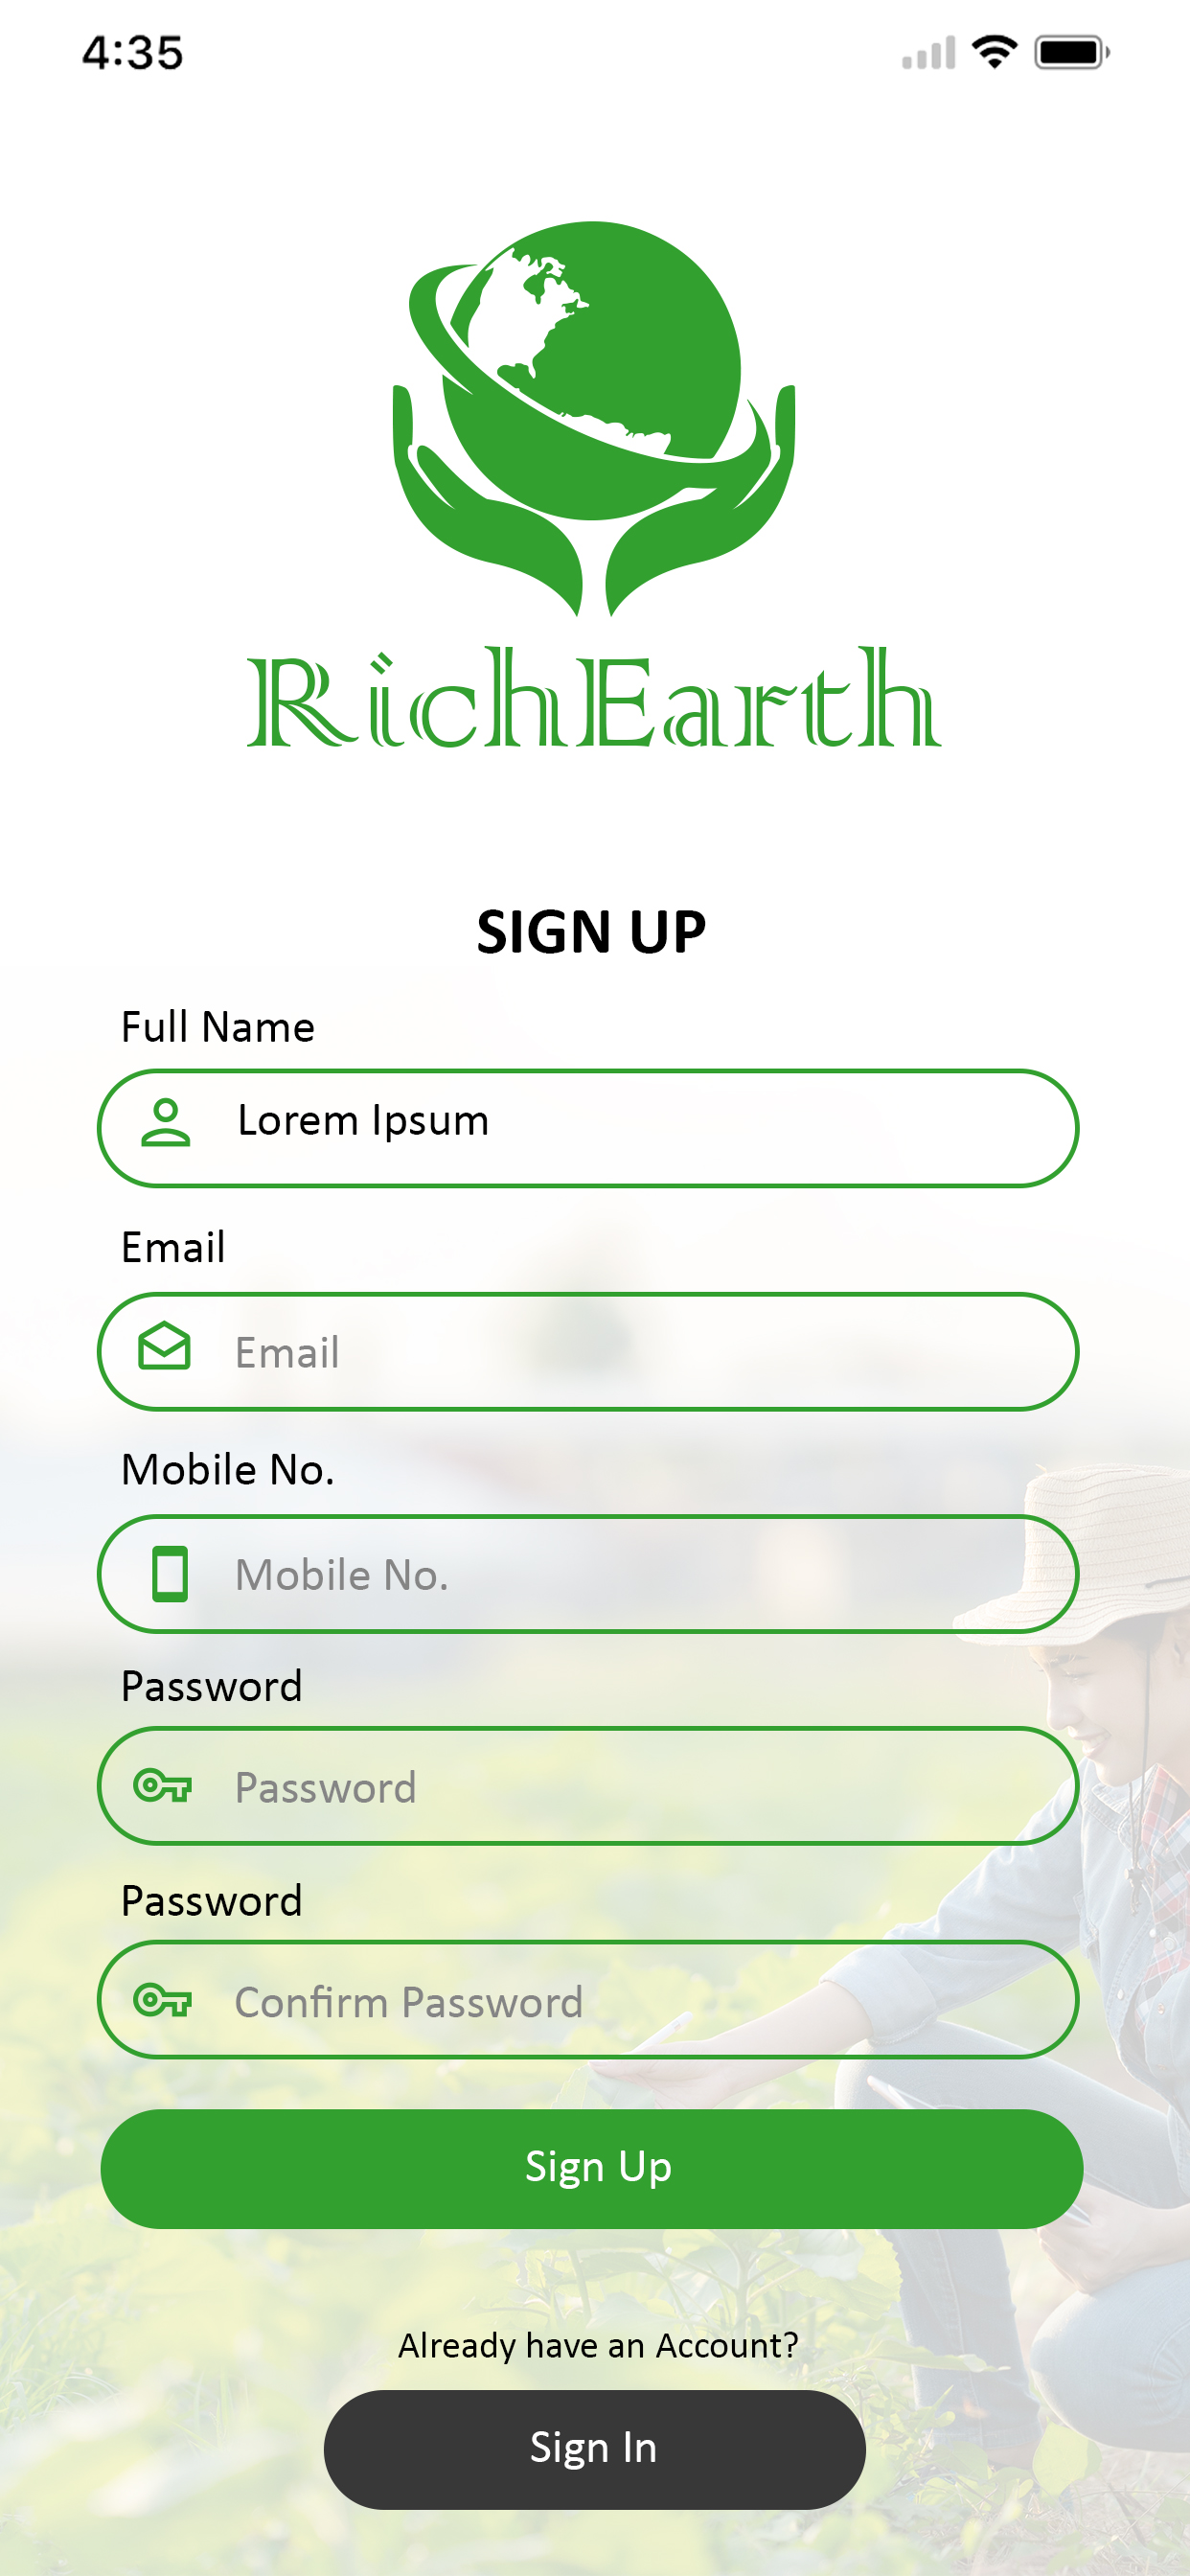 4:35
RichEarth
SIGN UP
Full Name
Lorem Ipsum
Email
Email
Mobile No.
Mobile No.
Password
Password
Password
Confirm Password
Sign Up
Already have an Account?
Sign In